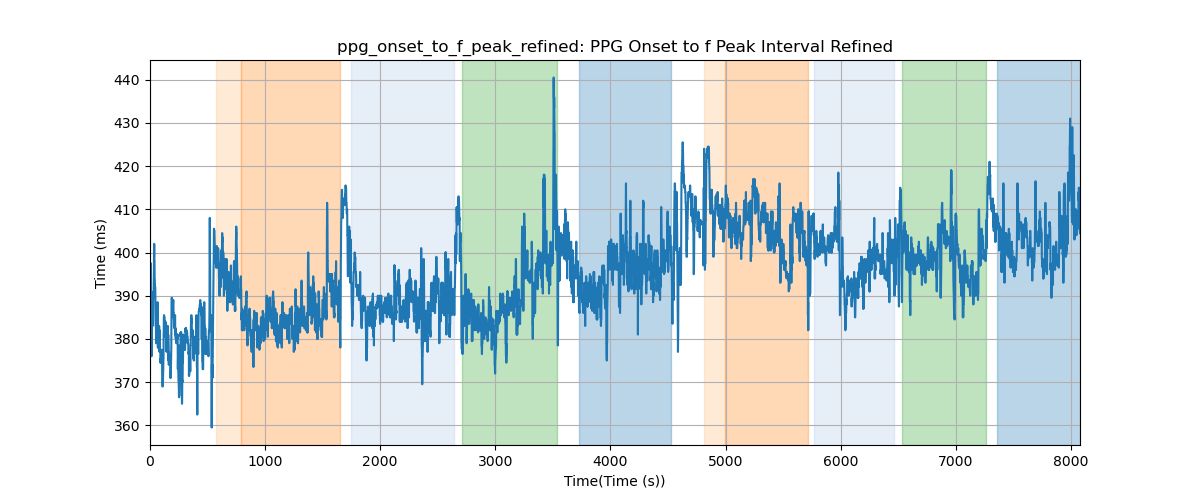 ppg_onset_to_f_peak_refined: PPG Onset to f Peak Interval Refined
440
430
420
410
400
390
380
370
360
Time (ms)
0 1000 2000 3000 4000 5000 6000 7000 8000
Time(Time (s))